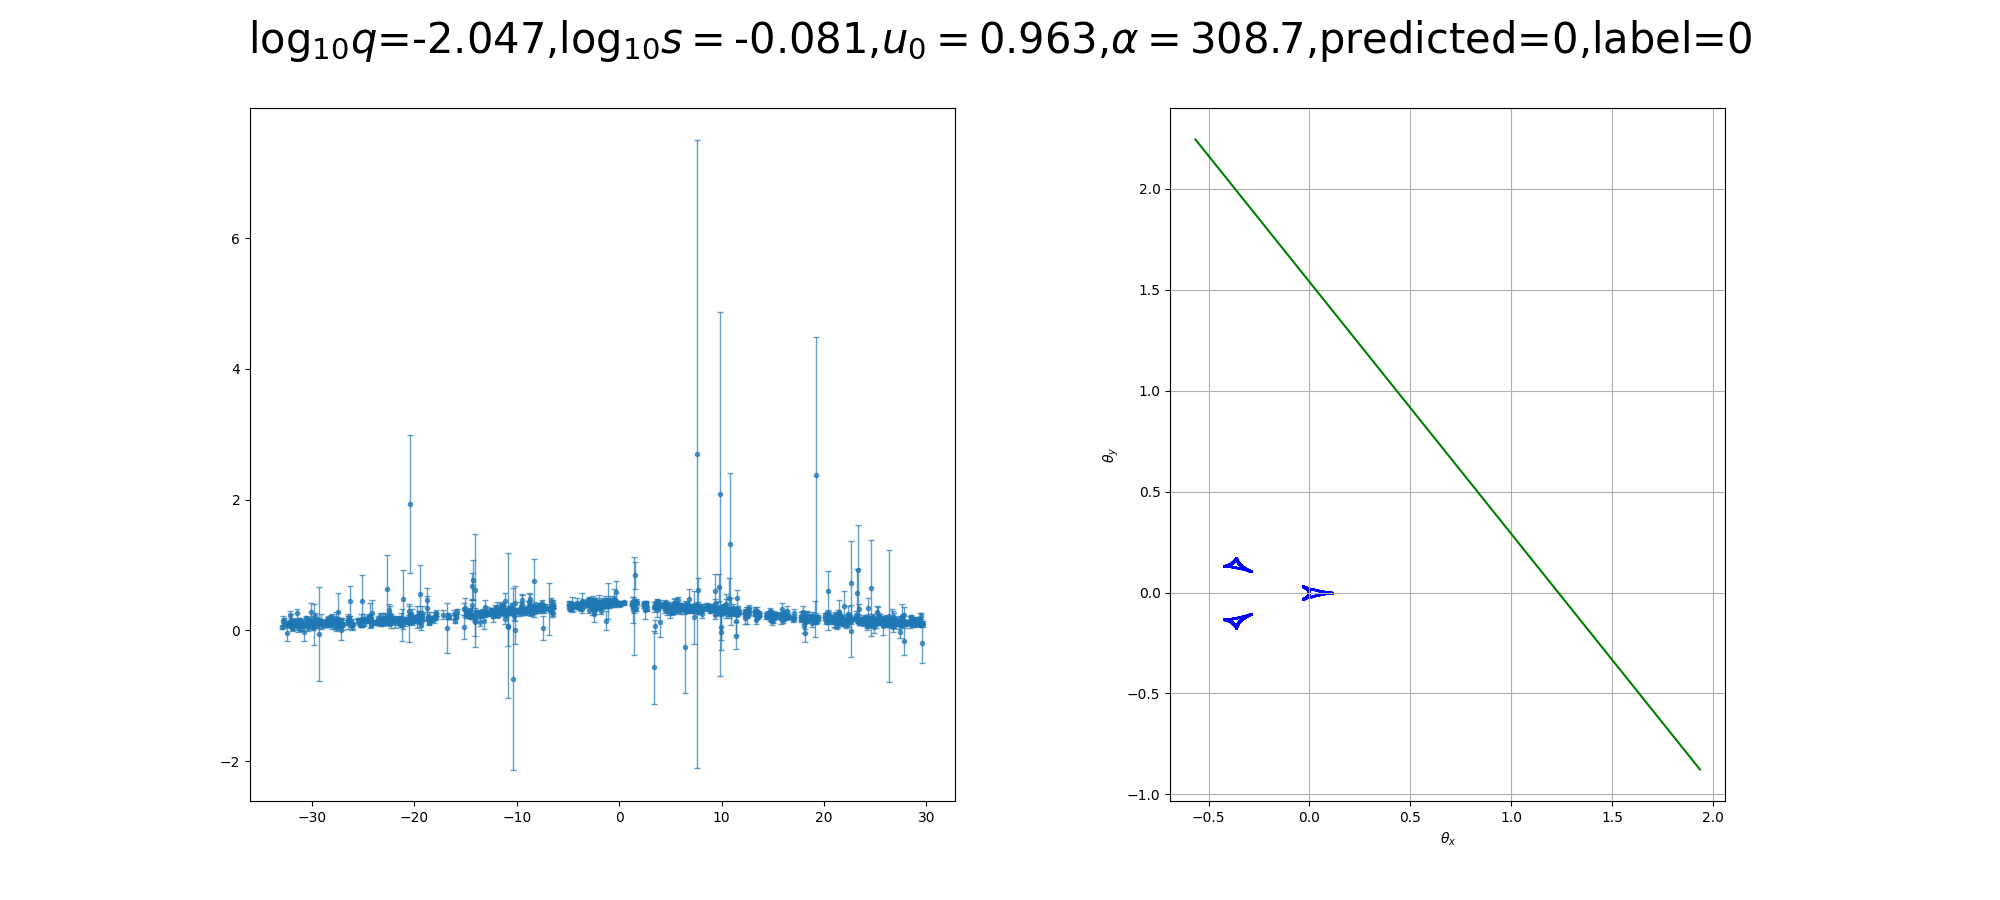 log₁₀q=-2.047,log₁₀s = -0.081,u₀ = 0.963,α = 308.7,predicted=0,label=0
6
4
2
0
−2
−30 −20 −10 0 10 20 30
2.0
1.5
1.0
0.5
0.0
−0.5
−1.0
θy
−0.5 0.0 0.5 1.0 1.5 2.0
θx